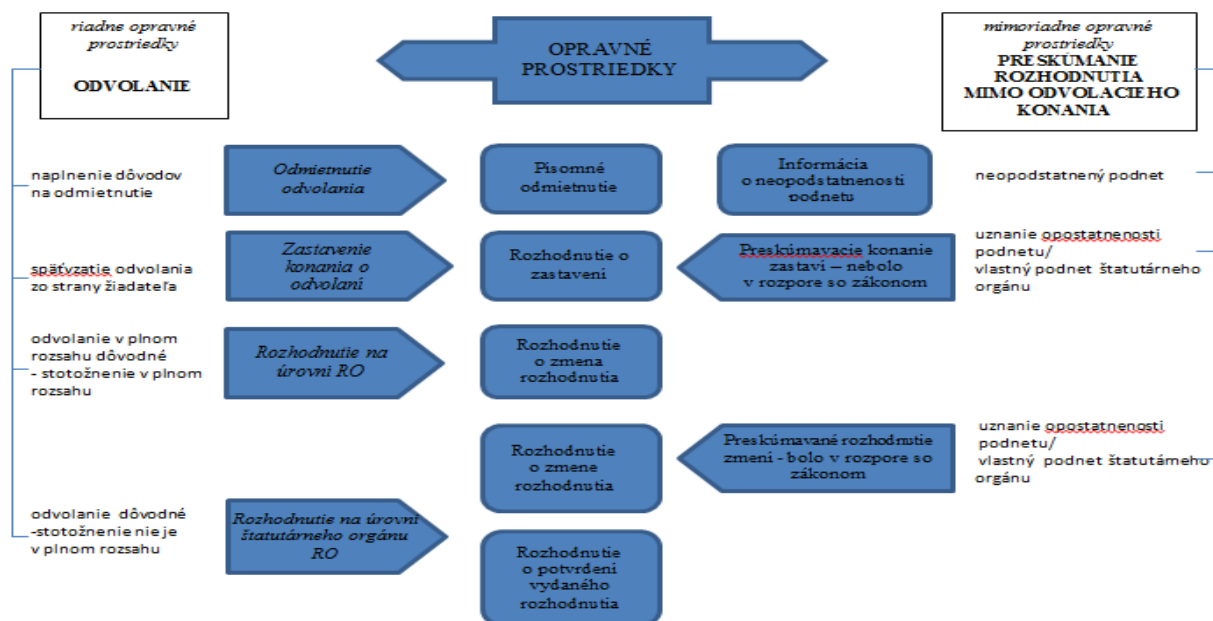 riadne opravné
prostriedky
ODVOLANIE
OPRAVNÉ
PROSTRIEDKY
mimoriadne opravné
prostriedky
PRESKÚMANIE
ROZHODNUTIA
MIMO ODVOLACIEHO
KONANIA
naplnenie dôvodov
na odmietnutie
Odmietnutie
odvolania
Písomné
odmietnutie
Informácia
o neopodstatnenosti
podnetu
neopodstatnený podnet
späťvzatie odvolania
zo strany žiadateľa
Zastavenie
konania o
odvolaní
Rozhodnutie o
zastavení
Preskúmavacie konanie
zastaví – nebolo
v rozpore so zákonom
uznanie opostatnenosti
podnetu/
vlastný podnet štatutárneho
orgánu
odvolanie v plnom
rozsahu dôvodné
- stotožnenie v plnom
rozsahu
Rozhodnutie na
úrovni RO
Rozhodnutie
o zmena
rozhodnutia
Rozhodnutie
o zmene
rozhodnutia
Preskúmavané rozhodnutie
zmení - bolo v rozpore so
zákonom
uznanie opostatnenosti
podnetu/
vlastný podnet štatutárneho
orgánu
odvolanie dôvodné
-stotožnenie nie je
v plnom rozsahu
Rozhodnutie na úrovni
štatutárneho orgánu
RO
Rozhodnutie
o potvrdení
vydaného
rozhodnutia